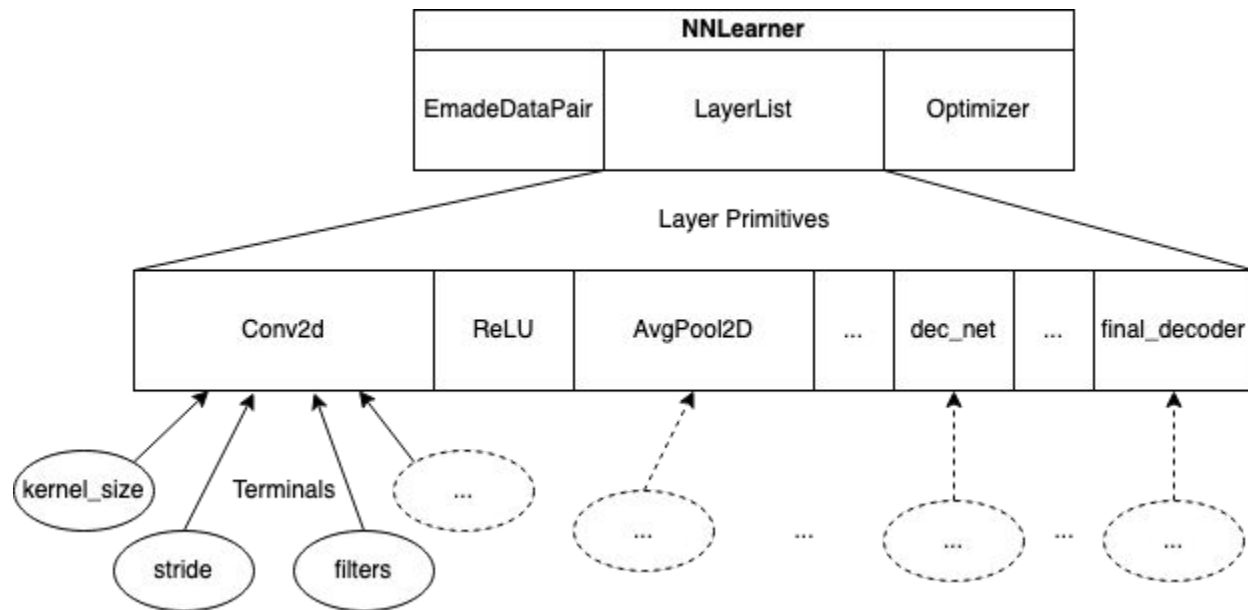 NNLearner
EmadeDataPair LayerList Optimizer
Layer Primitives
Conv2d ReLU AvgPool2D ... dec_net ... final_decoder
kernel_size Terminals ...
stride filters ... ... ... ... ...